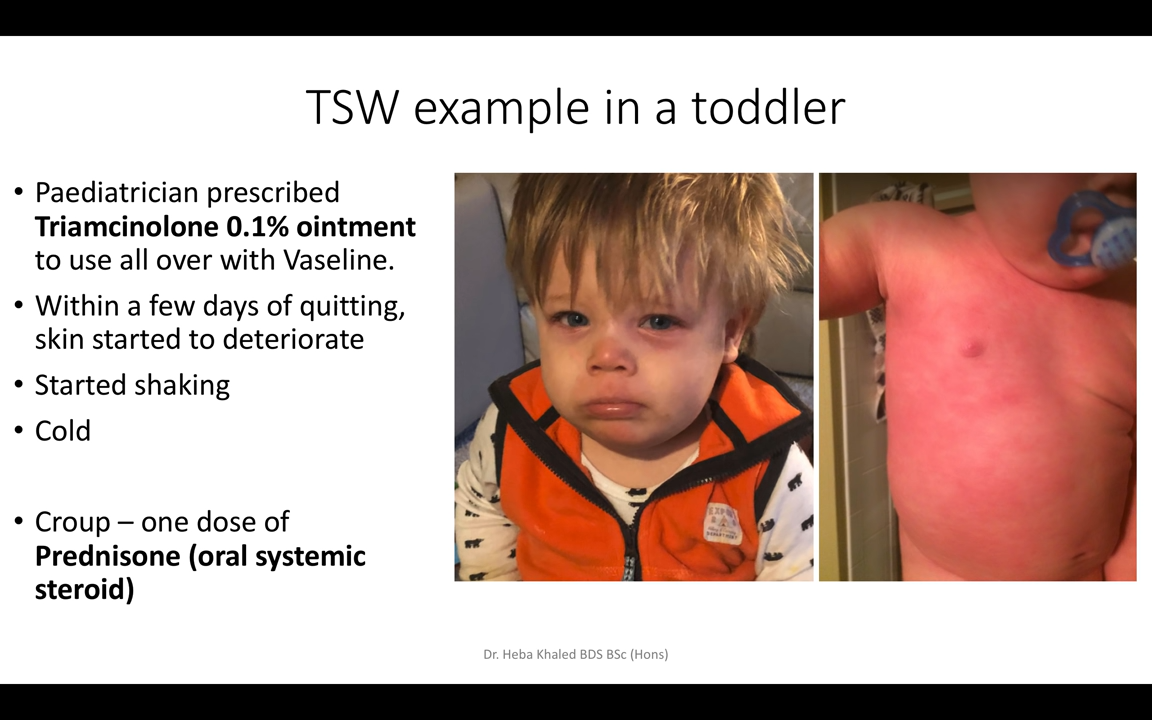 TSW example in a toddler
• Paediatrician prescribed
Triamcinolone 0.1% ointment
to use all over with Vaseline.
• Within a few days of quitting,
skin started to deteriorate
• Started shaking
• Cold
• Croup – one dose of
Prednisone (oral systemic
steroid)
Dr. Heba Khaled BDS BSc (Hons)